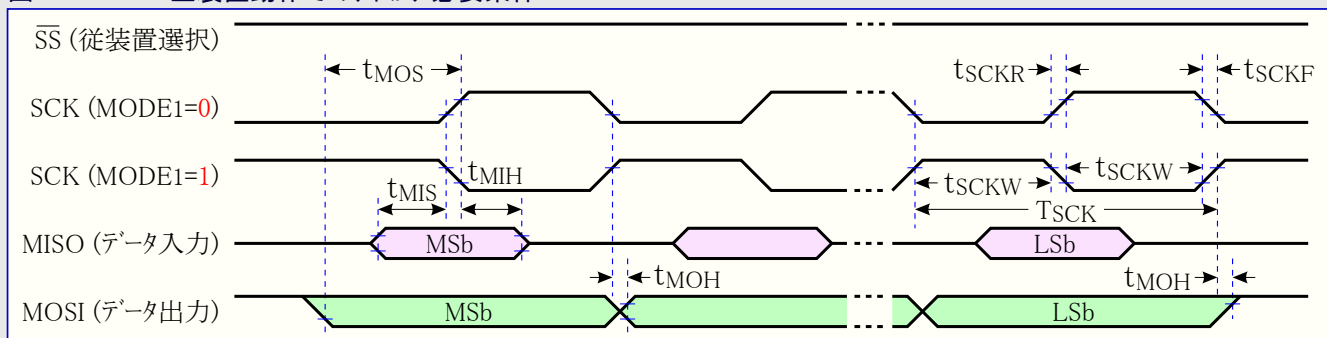 SS (従装置選択)
tMOS
tSCKR
tSCKF
SCK (MODE1=0)
SCK (MODE1=1)
tMIS
tMIH
tSCKW
tSCKW
TSCK
MISO (データ入力)
MSb
LSb
tMOH
tMOH
MOSI (データ出力)
MSb
LSb